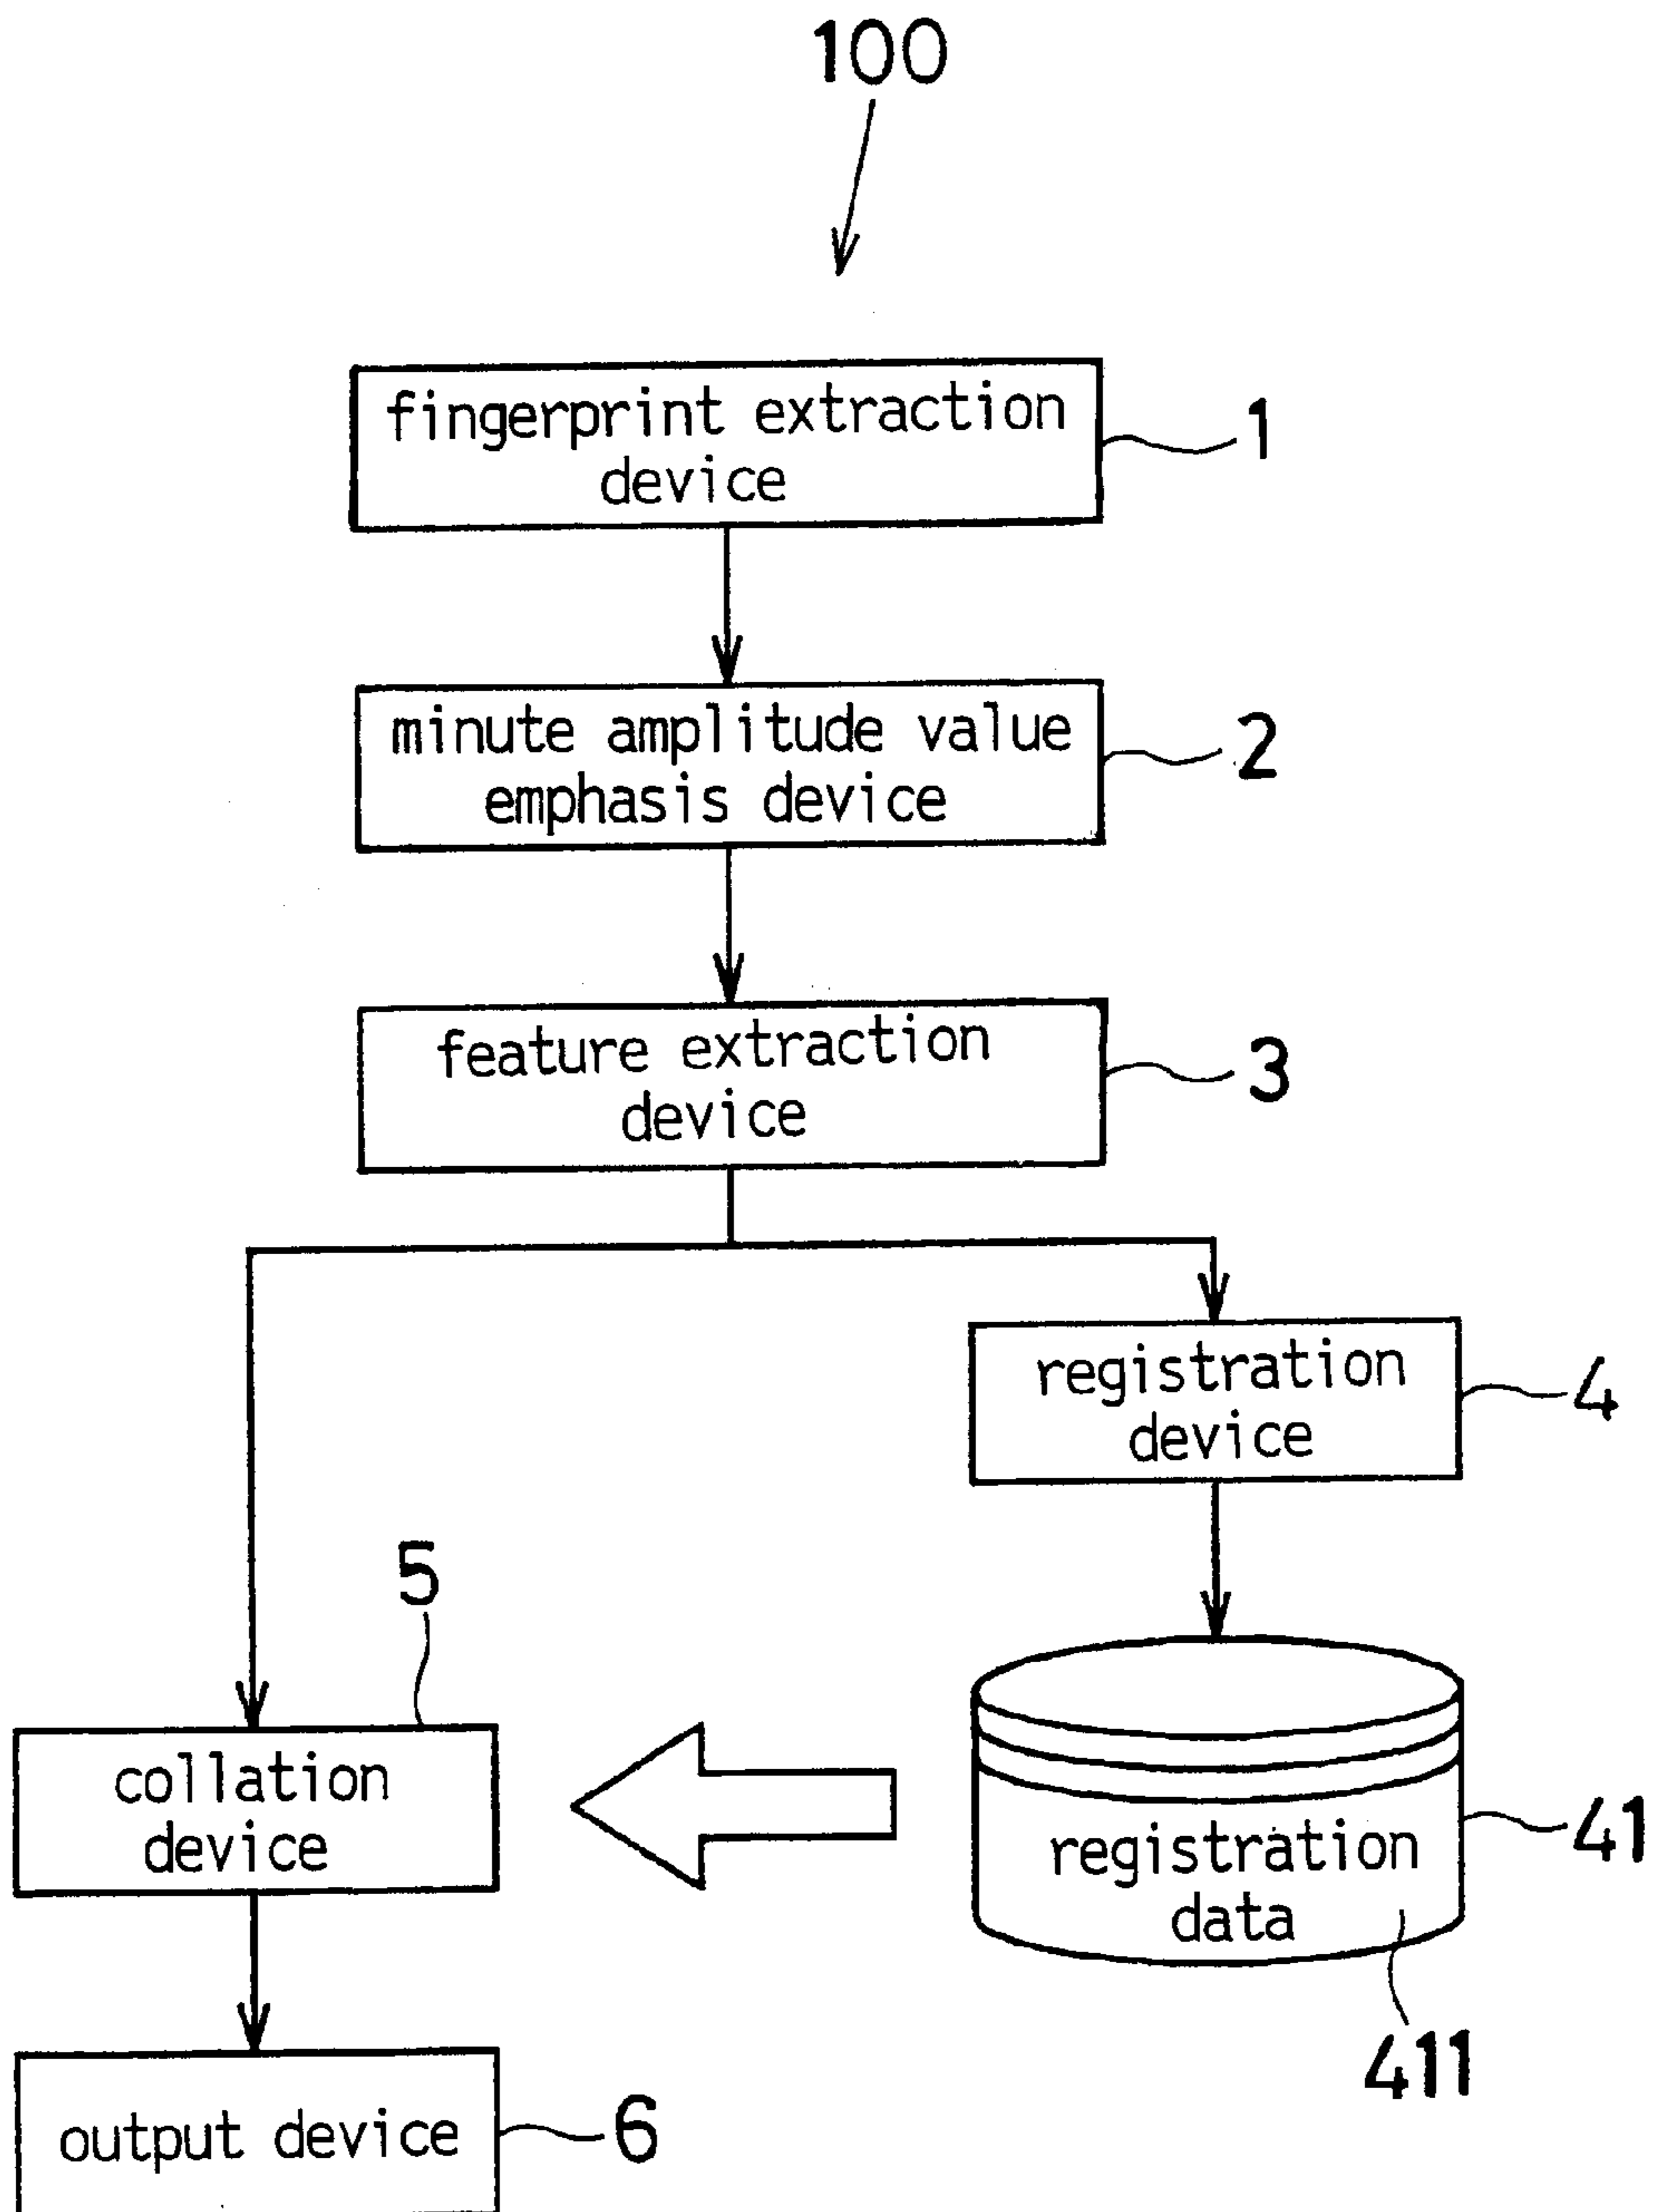 100
fingerprint extraction
device
1
minute amplitude value
emphasis device
2
feature extraction
device
3
registration
device
4
5
collation
device
registration
data
41
411
output device
6